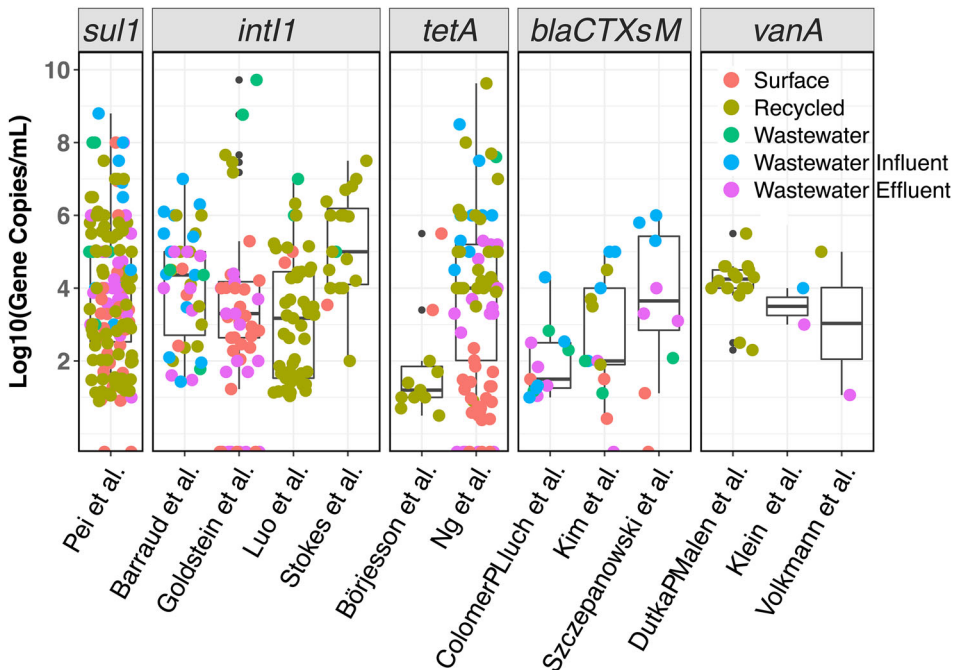 sul1 intI1 tetA blaCTXsM vanA
Log10(Gene Copies/mL)
10
8
6
4
2
Surface
Recycled
Wastewater
Wastewater Influent
Wastewater Effluent
Pei et al.
Barraud et al.
Goldstein et al.
Luo et al.
Stokes et al.
Börjesson et al.
Ng et al.
ColomerPLluch et al.
Kim et al.
Szczepanowski et al.
DutkaPMalen et al.
Klein  et al.
Volkmann et al.